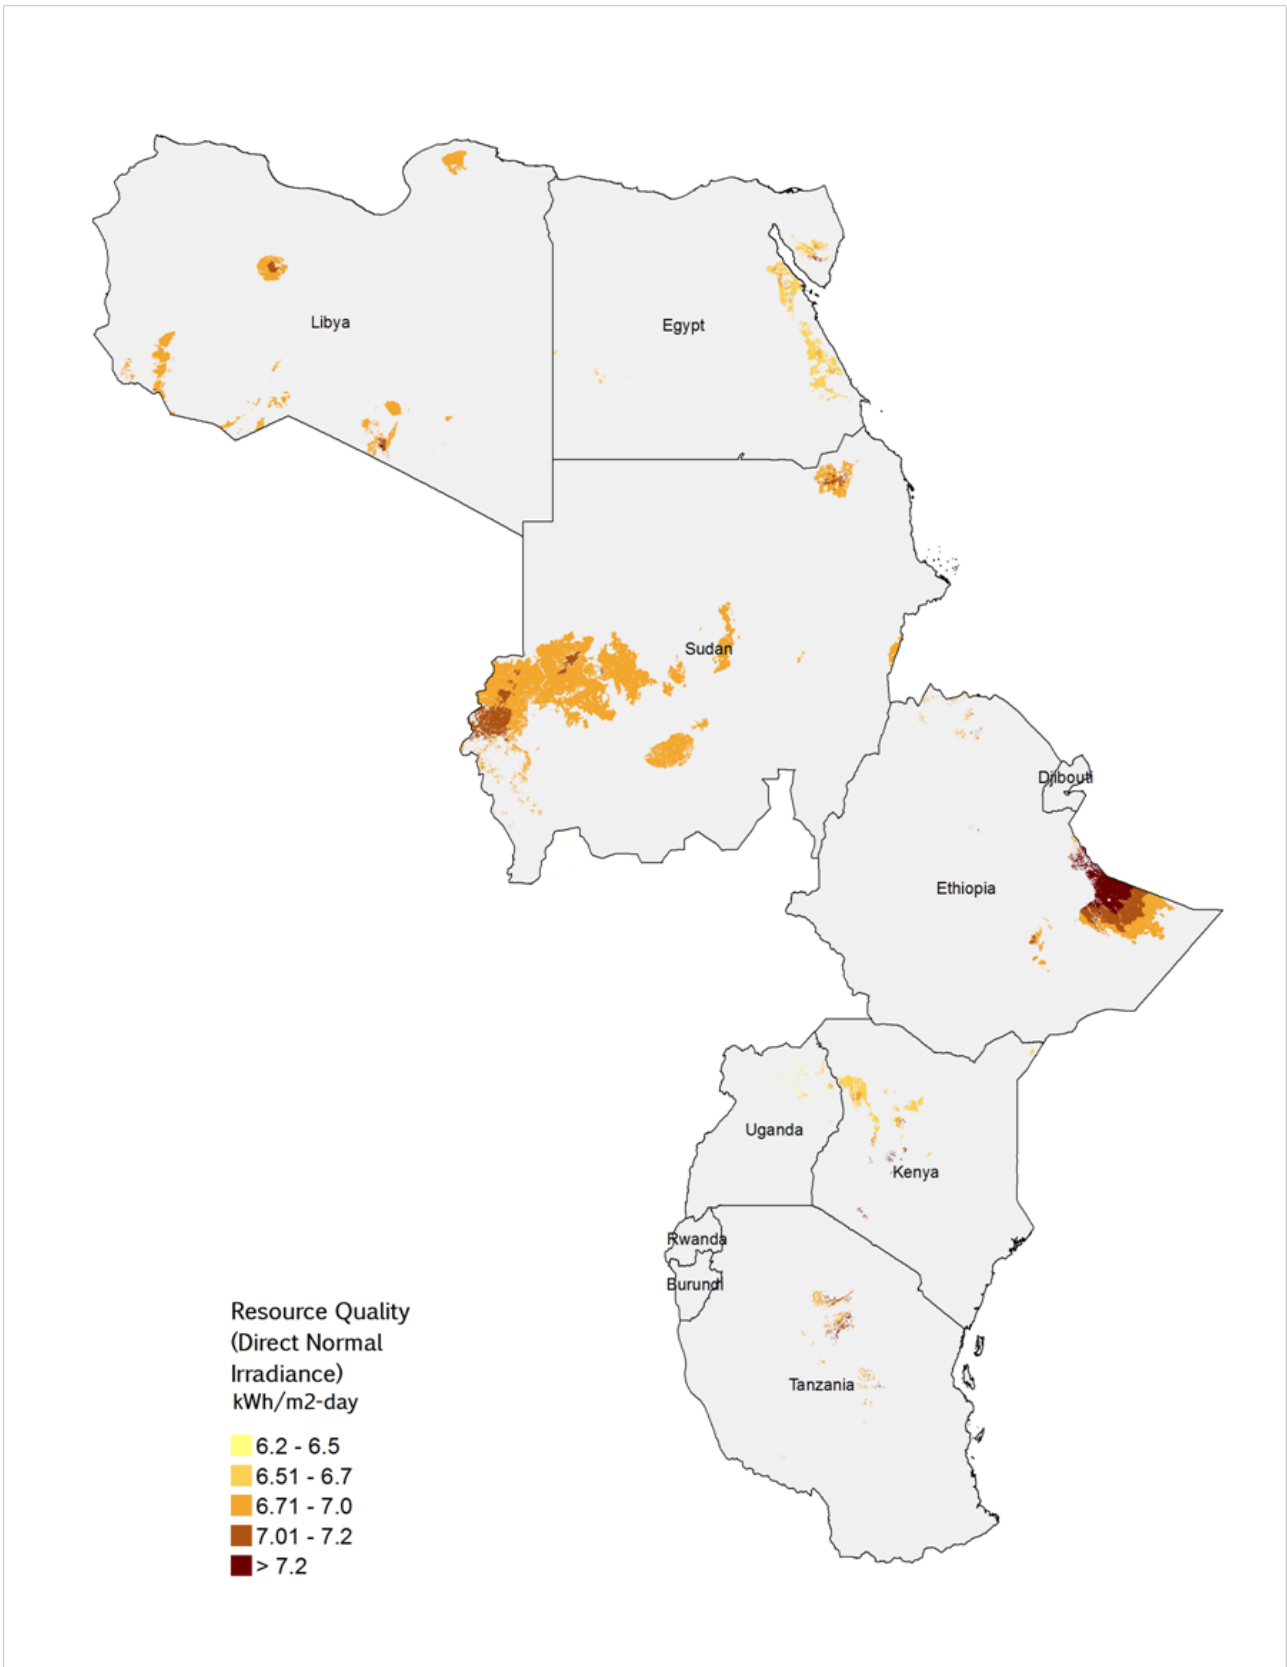 Libya
Egypt
Sudan
Djibouti
Ethiopia
Uganda
Kenya
Rwanda
Burundi
Tanzania
Resource Quality
(Direct Normal
Irradiance)
kWh/m2-day
6.2 - 6.5
6.51 - 6.7
6.71 - 7.0
7.01 - 7.2
> 7.2